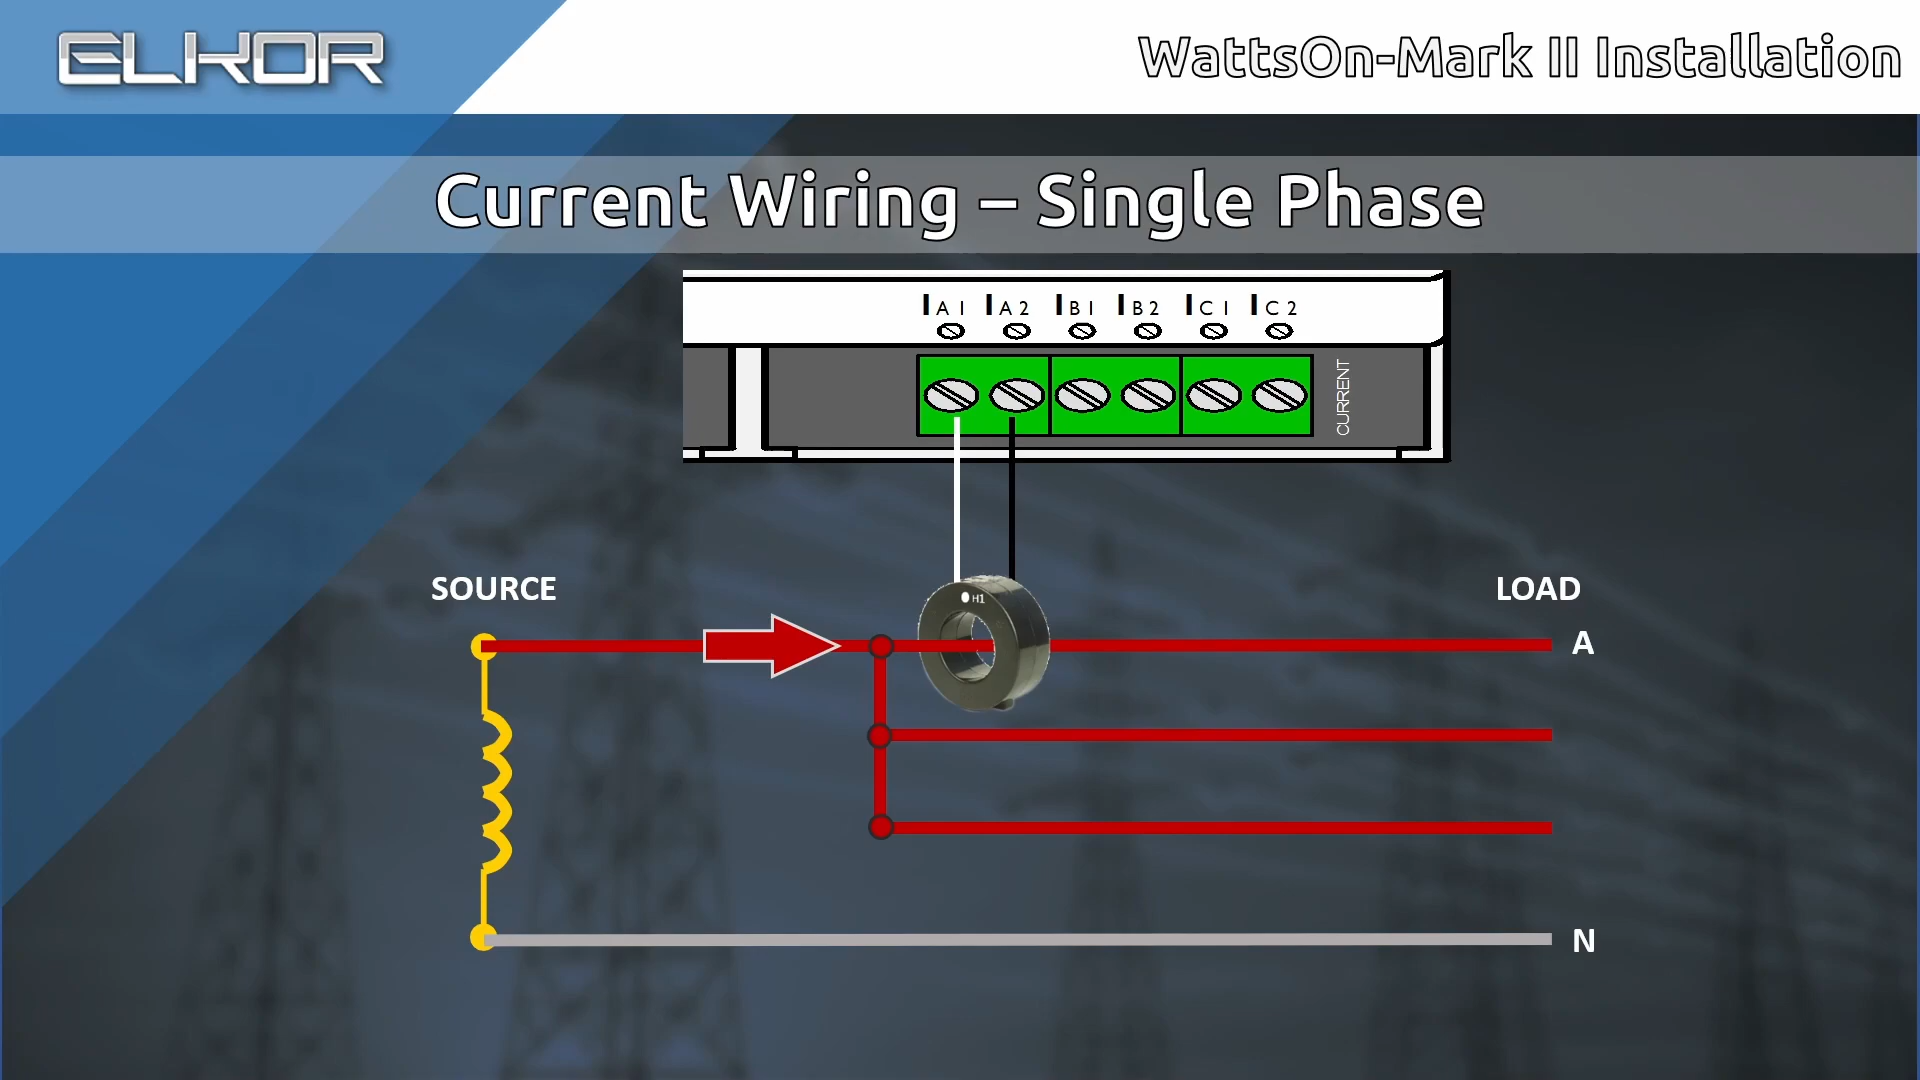 ELKOR
WattsOn-Mark II Installation
Current Wiring – Single Phase
IA1 IA2 IB1 IB2 IC1 IC2
CURRENT
SOURCE
LOAD
H1
A
N